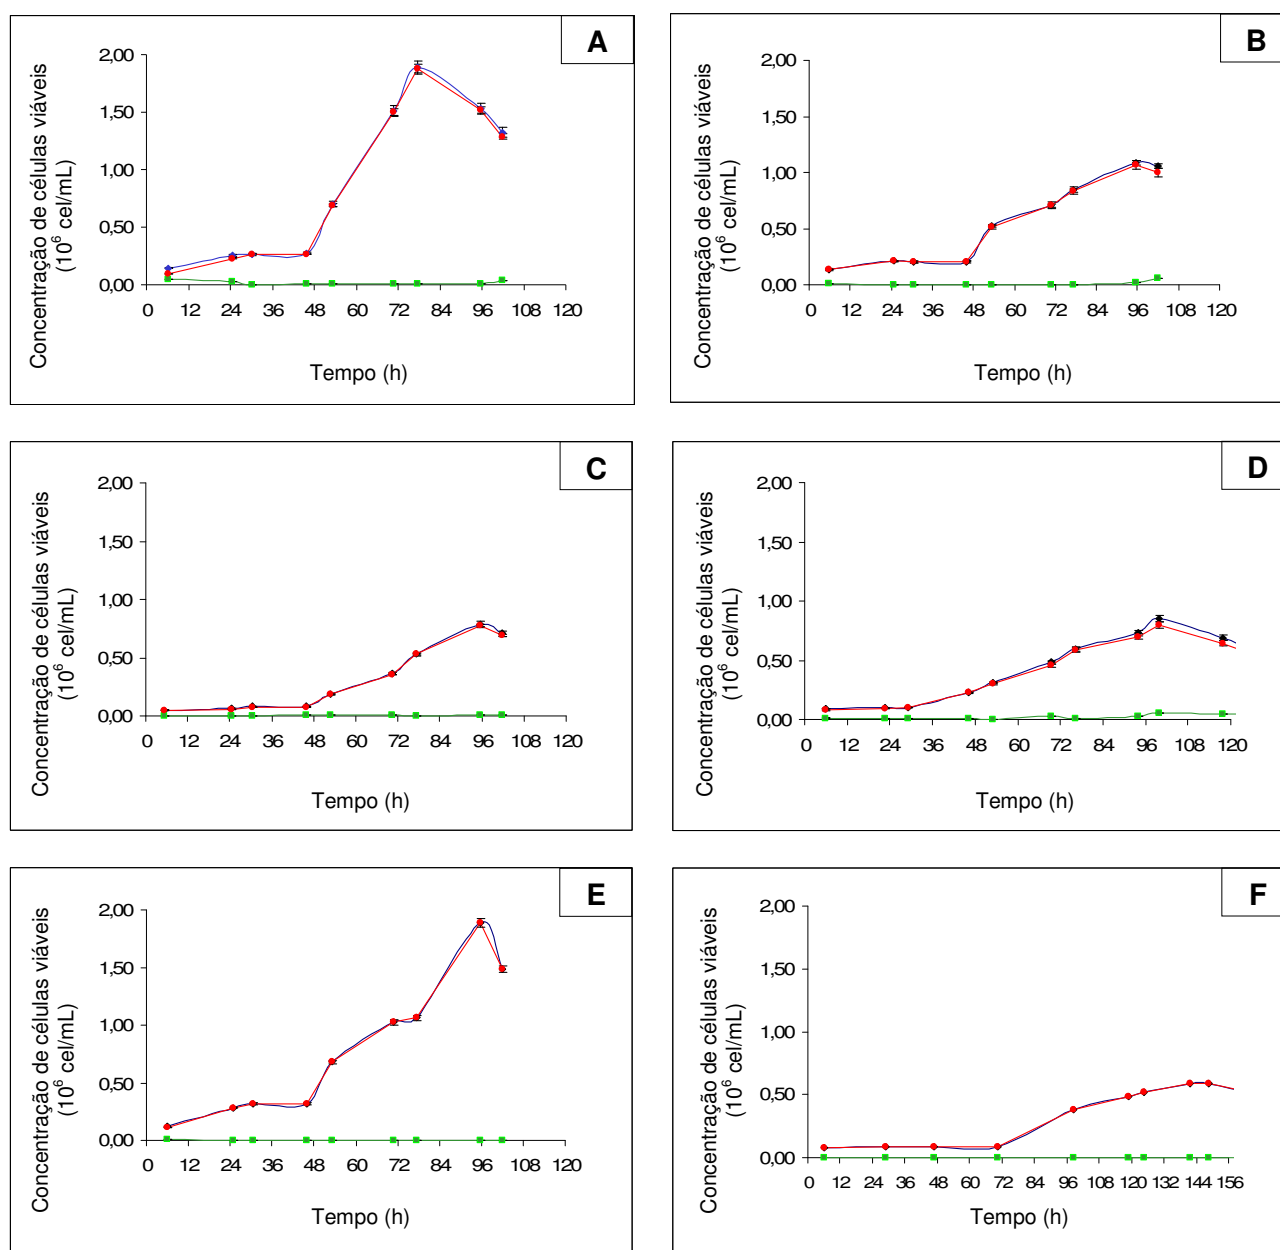 A
Concentração de células viáveis
(10⁶ cel/mL)
2,00
1,50
1,00
0,50
0,00
0 12 24 36 48 60 72 84 96 108 120
Tempo (h)
B
Concentração de células viáveis
(10⁶ cel/mL)
2,00
1,50
1,00
0,50
0,00
0 12 24 36 48 60 72 84 96 108 120
Tempo (h)
C
Concentração de células viáveis
(10⁶ cel/mL)
2,00
1,50
1,00
0,50
0,00
0 12 24 36 48 60 72 84 96 108 120
Tempo (h)
D
Concentração de células viáveis
(10⁶ cel/mL)
2,00
1,50
1,00
0,50
0,00
0 12 24 36 48 60 72 84 96 108 120
Tempo (h)
E
Concentração de células viáveis
(10⁶ cel/mL)
2,00
1,50
1,00
0,50
0,00
0 12 24 36 48 60 72 84 96 108 120
Tempo (h)
F
Concentração de células viáveis
(10⁶ cel/mL)
2,00
1,50
1,00
0,50
0,00
0 12 24 36 48 60 72 84 96 108 120 132 144 156
Tempo (h)